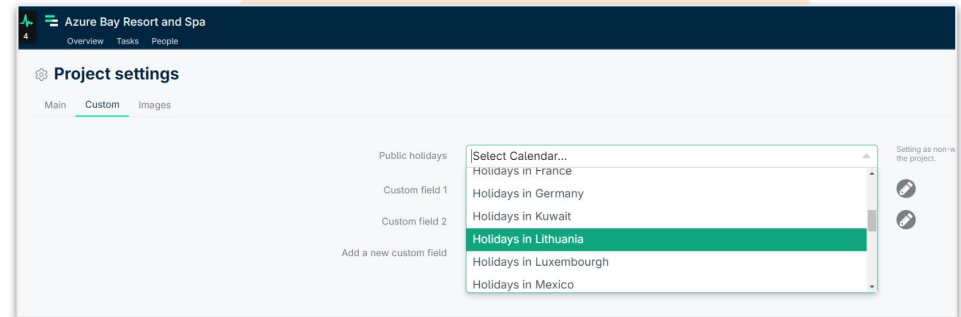 Azure Bay Resort and Spa
4
Overview Tasks People
Project settings
Main Custom Images
Public holidays
Select Calendar...
Setting as non-w
the project.
Holidays in France
Custom field 1
Holidays in Germany
Holidays in Kuwait
Custom field 2
Holidays in Lithuania
Add a new custom field
Holidays in Luxembourgh
Holidays in Mexico